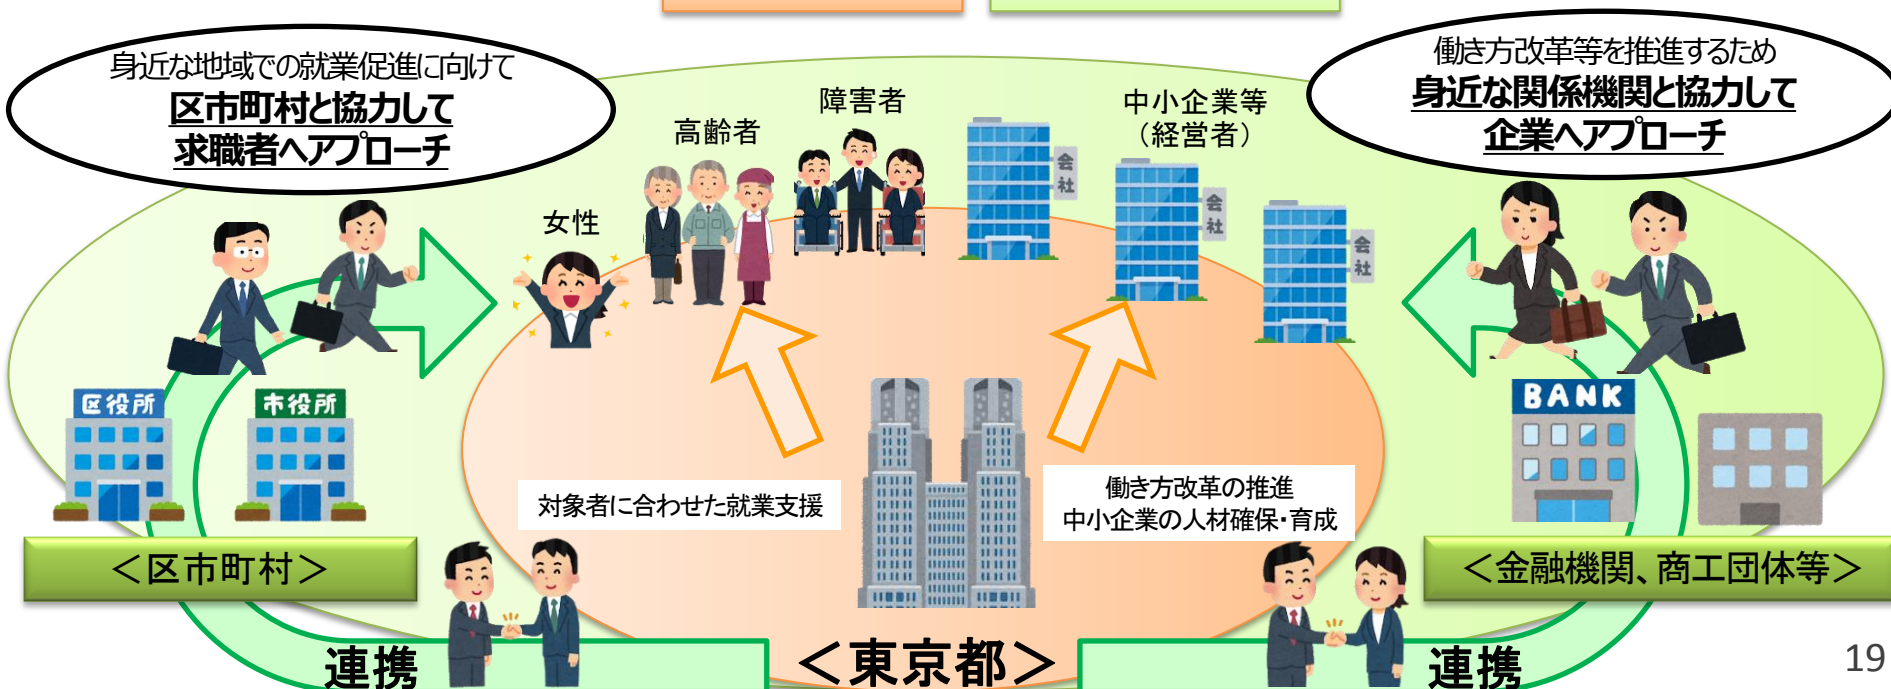 身近な地域での就業促進に向けて
区市町村と協力して
求職者へアプローチ
働き方改革等を推進するため
身近な関係機関と協力して
企業へアプローチ
女性
高齢者
障害者
中小企業等
（経営者）
会社
会社
会社
区役所
市役所
BANK
対象者に合わせた就業支援
働き方改革の推進
中小企業の人材確保・育成
＜区市町村＞
＜金融機関、商工団体等＞
連携
＜東京都＞
連携
19